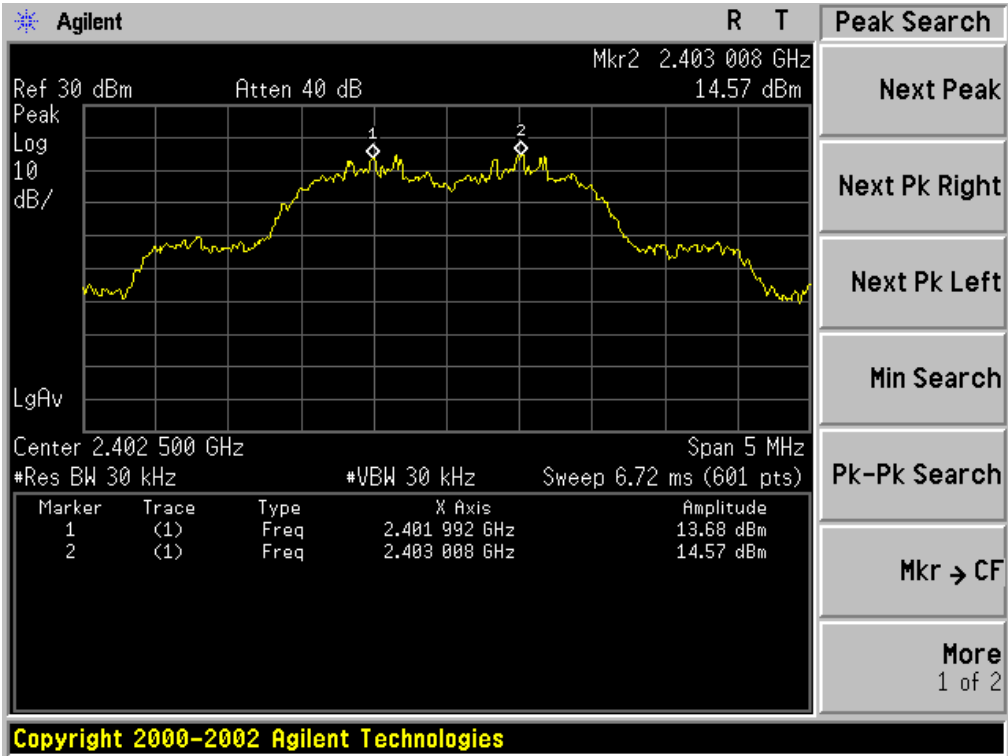 Agilent R T Peak Search
Mkr2 2.403 008 GHz
Ref 30 dBm Atten 40 dB 14.57 dBm
Peak
Log
10
dB/
1 2
LgAv
Center 2.402 500 GHz Span 5 MHz
#Res BW 30 kHz #VBW 30 kHz Sweep 6.72 ms (601 pts)
Marker Trace Type X Axis Amplitude
1 (1) Freq 2.401 992 GHz 13.68 dBm
2 (1) Freq 2.403 008 GHz 14.57 dBm
Next Peak
Next Pk Right
Next Pk Left
Min Search
Pk-Pk Search
Mkr → CF
More
1 of 2
Copyright 2000-2002 Agilent Technologies